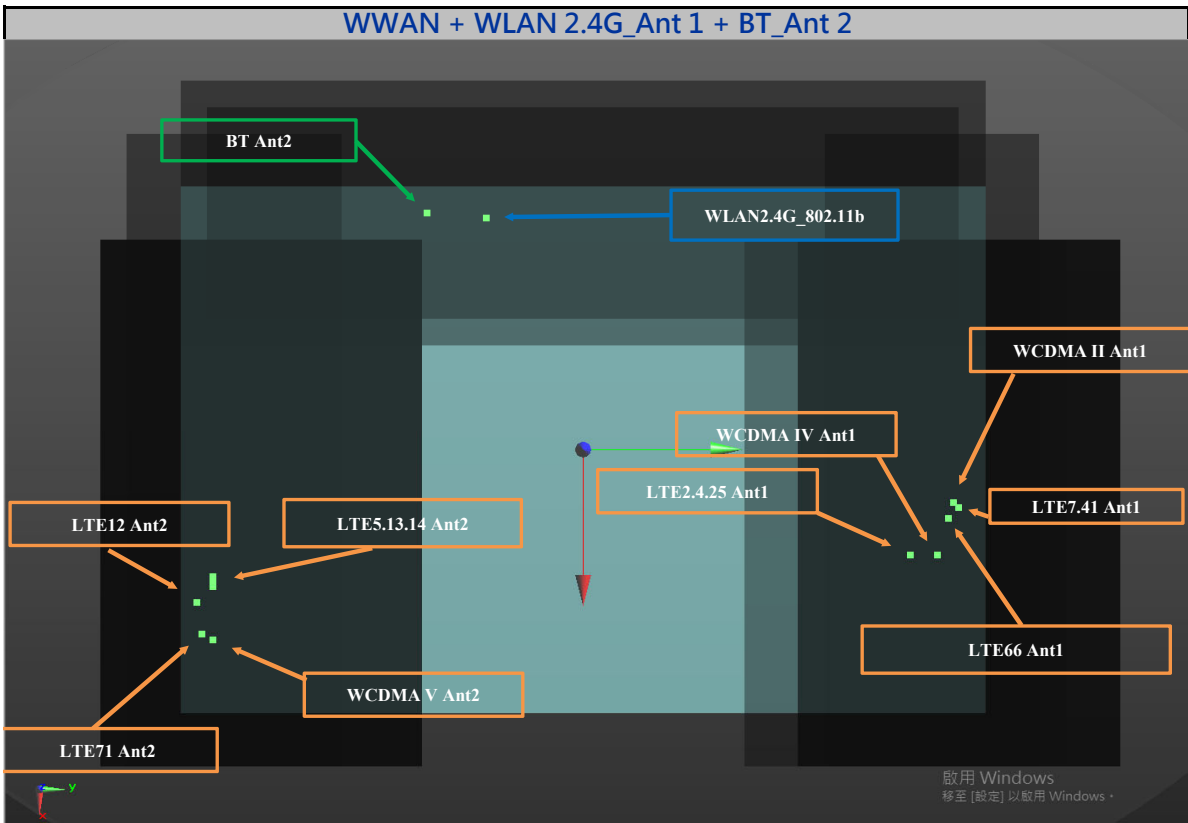 WWAN + WLAN 2.4G_Ant 1 + BT_Ant 2
BT Ant2
WLAN2.4G_802.11b
WCDMA II Ant1
WCDMA IV Ant1
LTE2.4.25 Ant1
LTE7.41 Ant1
LTE12 Ant2
LTE5.13.14 Ant2
LTE66 Ant1
WCDMA V Ant2
LTE71 Ant2
啟用 Windows
移至 [設定] 以啟用 Windows。
y
x